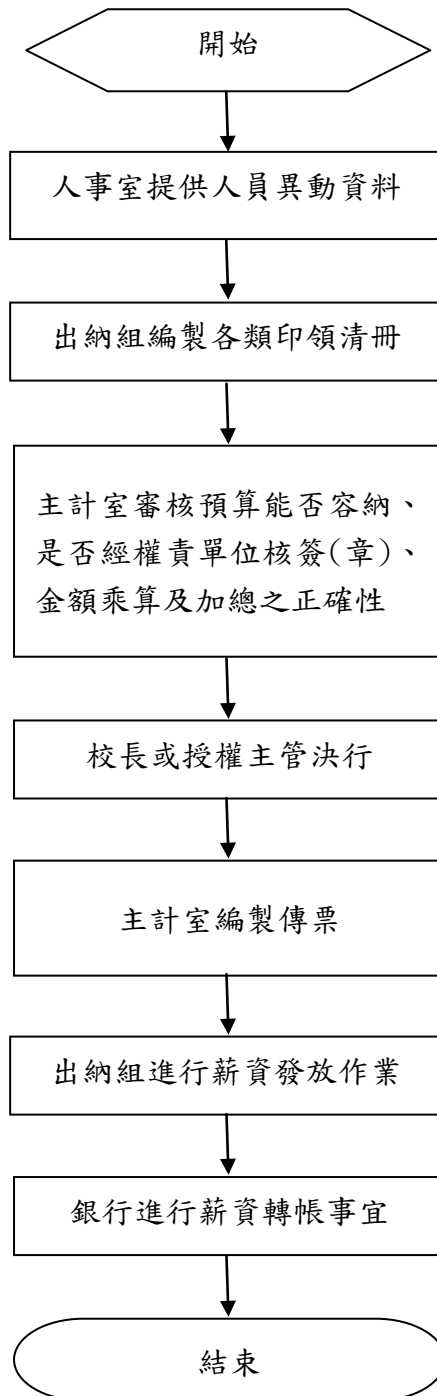 開始
人事室提供人員異動資料
出納組編製各類印領清冊
主計室審核預算能否容納、
是否經權責單位核簽(章)、
金額乘算及加總之正確性
校長或授權主管決行
主計室編製傳票
出納組進行薪資發放作業
銀行進行薪資轉帳事宜
結束